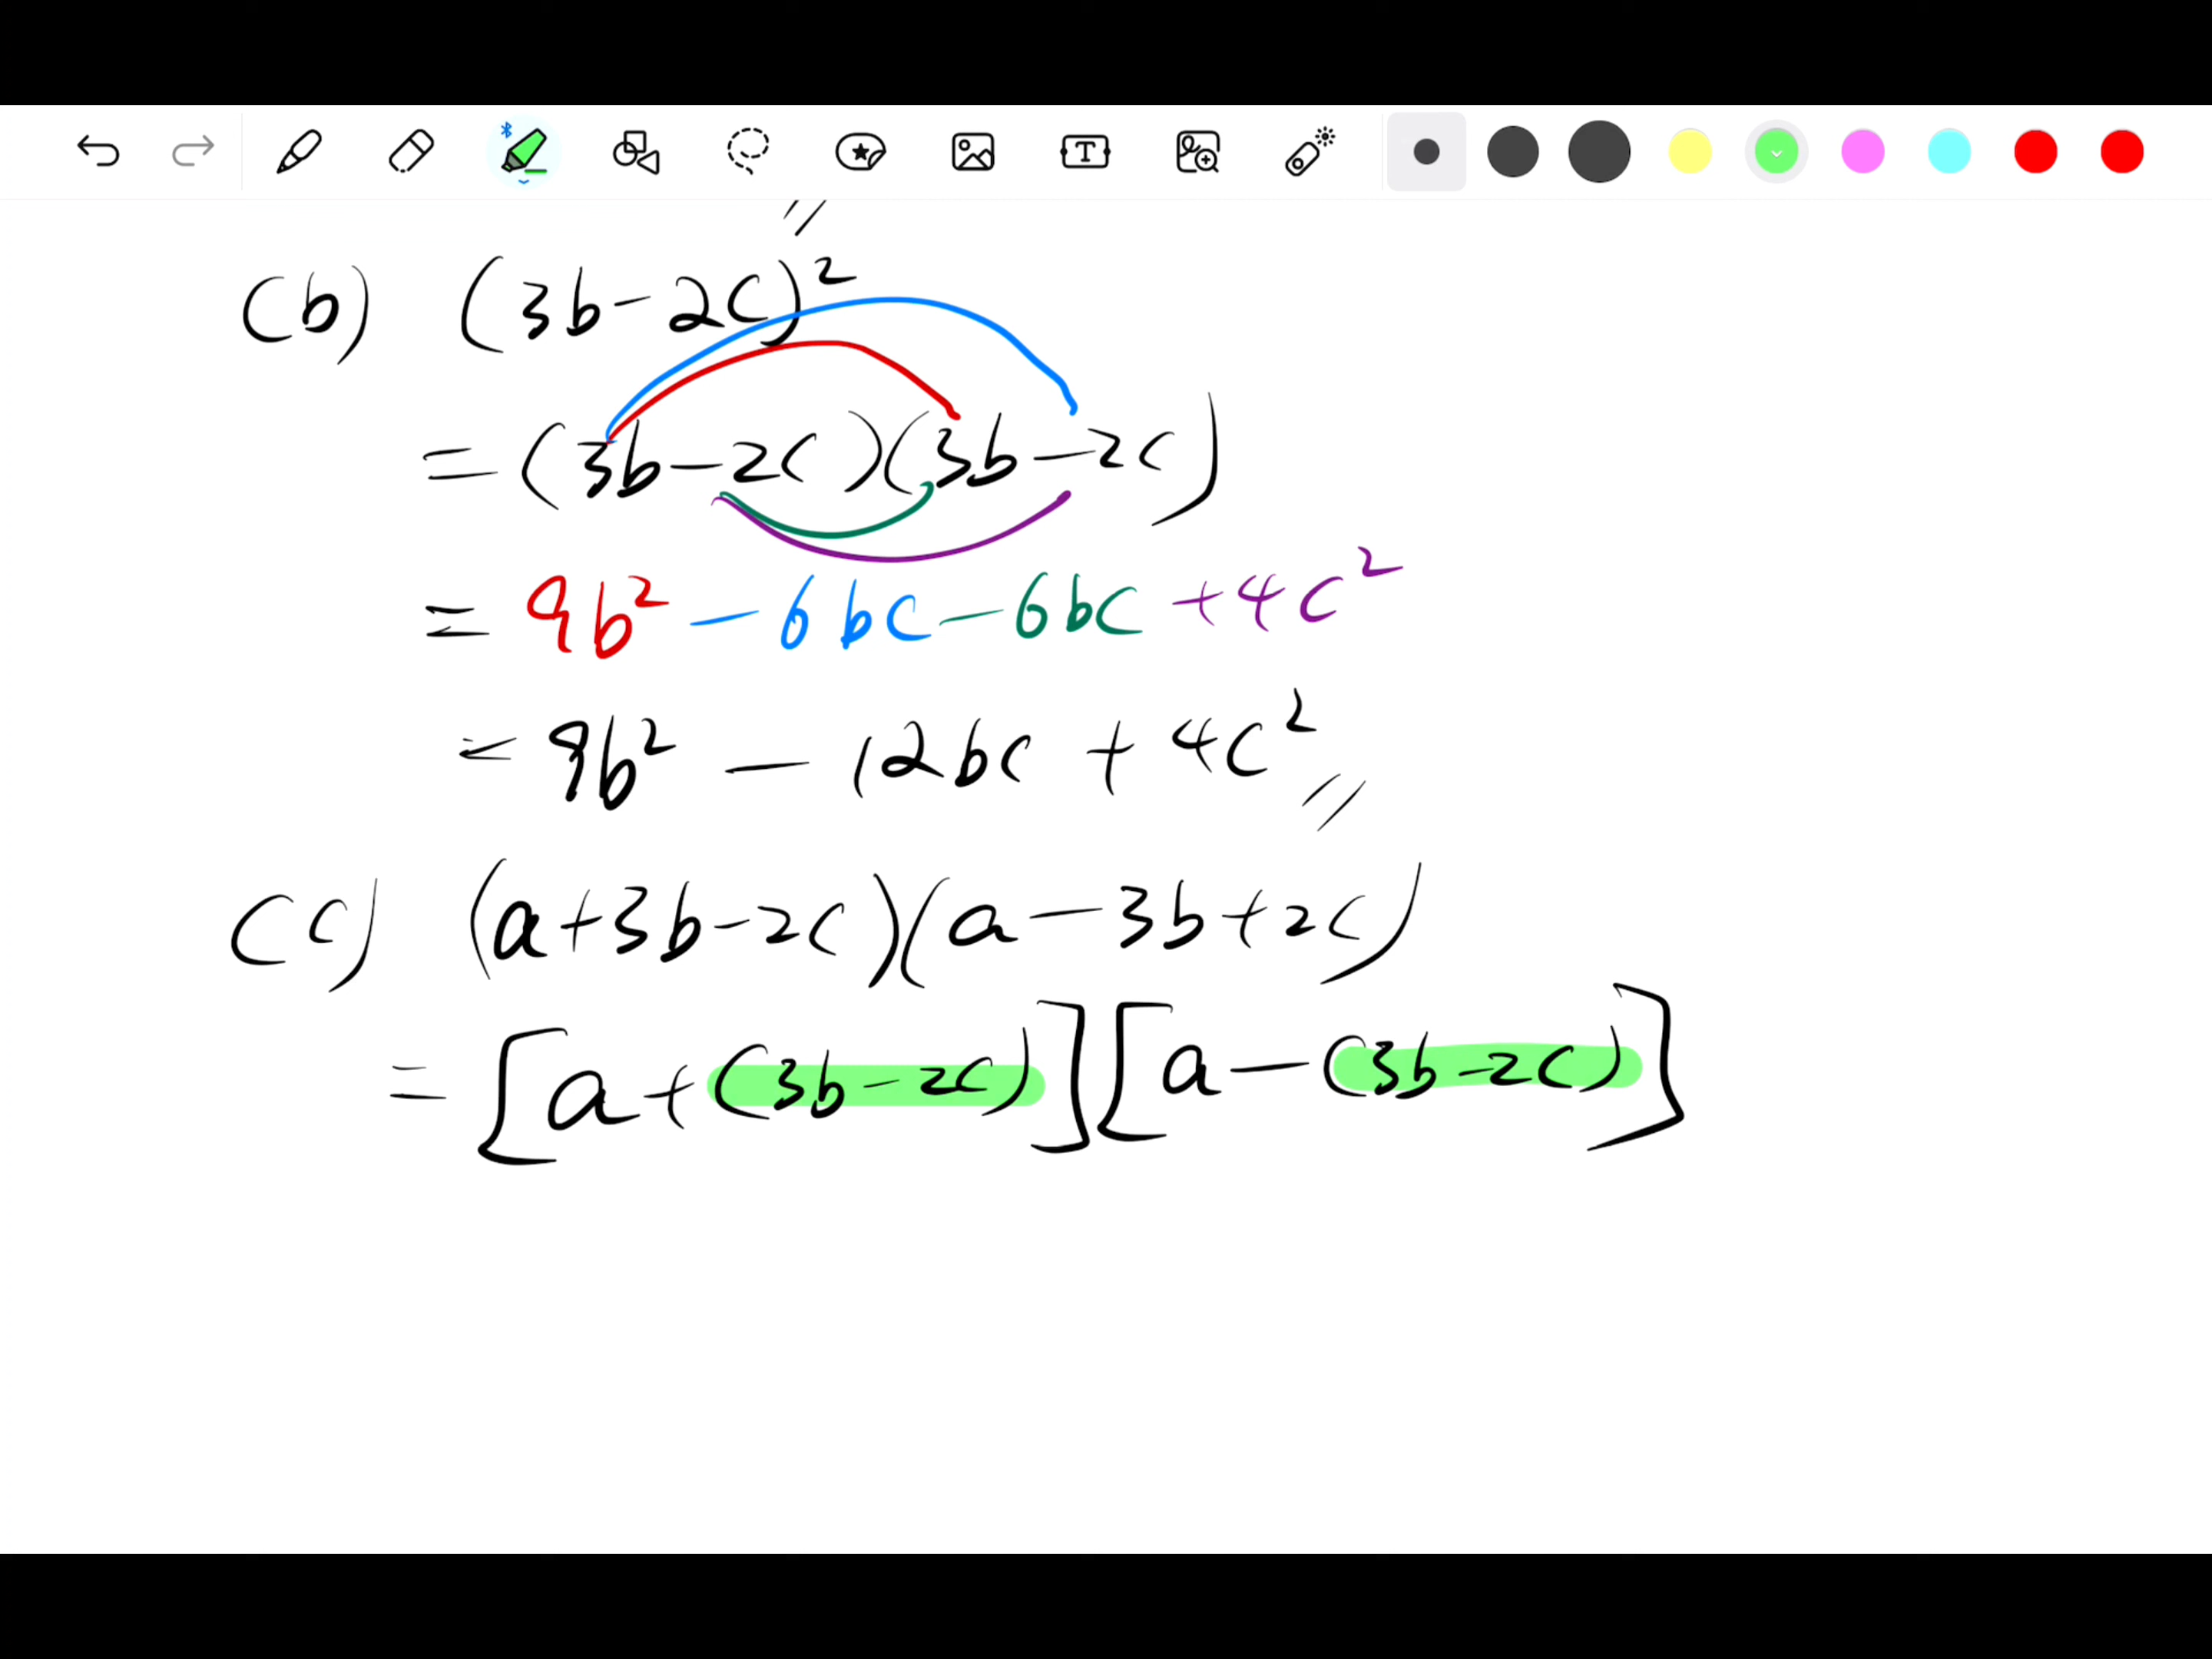 (b) (3b-2c)²
=(3b-2c)(3b-2c)
= 9b² - 6bc - 6bc + 4c²
= 9b² - 12bc + 4c²
(c) (a+3b-2c)(a-3b+2c)
= [a+(3b-2c)][a-(3b-2c)]